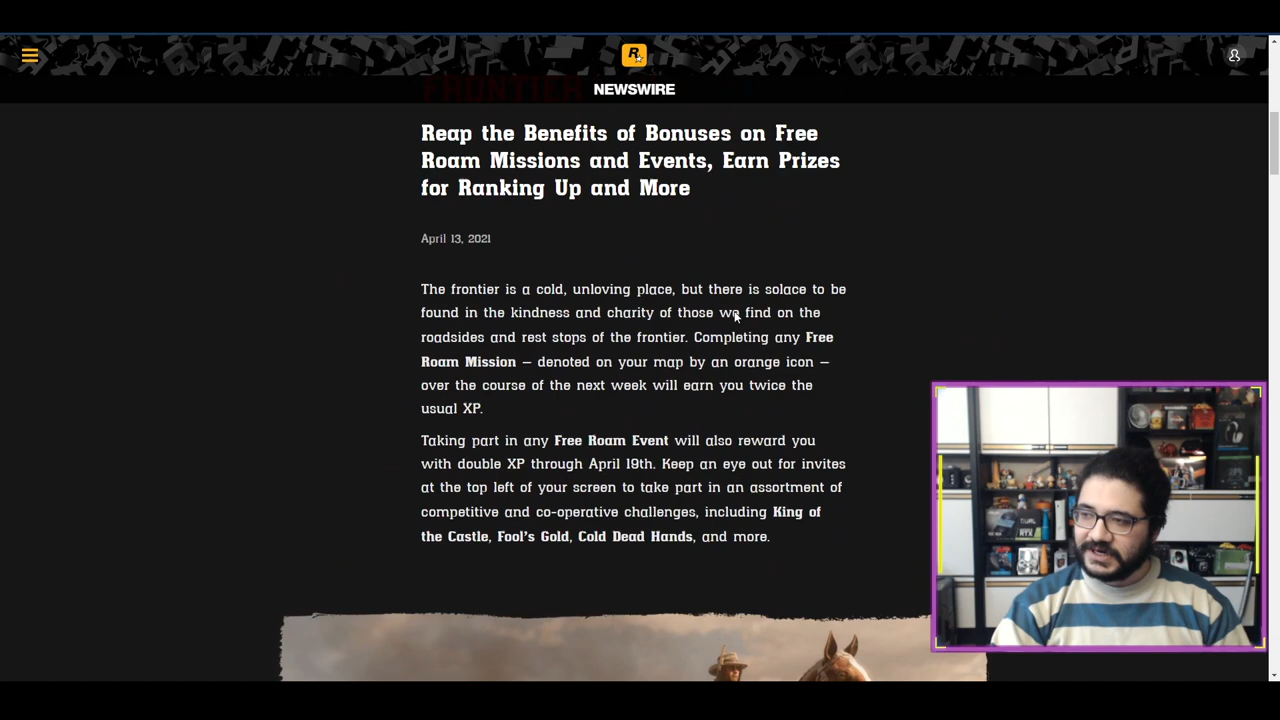 FRONTIER
NEWSWIRE
Reap the Benefits of Bonuses on Free
Roam Missions and Events, Earn Prizes
for Ranking Up and More
April 13, 2021
The frontier is a cold, unloving place, but there is solace to be
found in the kindness and charity of those we find on the
roadsides and rest stops of the frontier. Completing any Free
Roam Mission – denoted on your map by an orange icon –
over the course of the next week will earn you twice the
usual XP.
Taking part in any Free Roam Event will also reward you
with double XP through April 19th. Keep an eye out for invites
at the top left of your screen to take part in an assortment of
competitive and co-operative challenges, including King of
the Castle, Fool's Gold, Cold Dead Hands, and more.